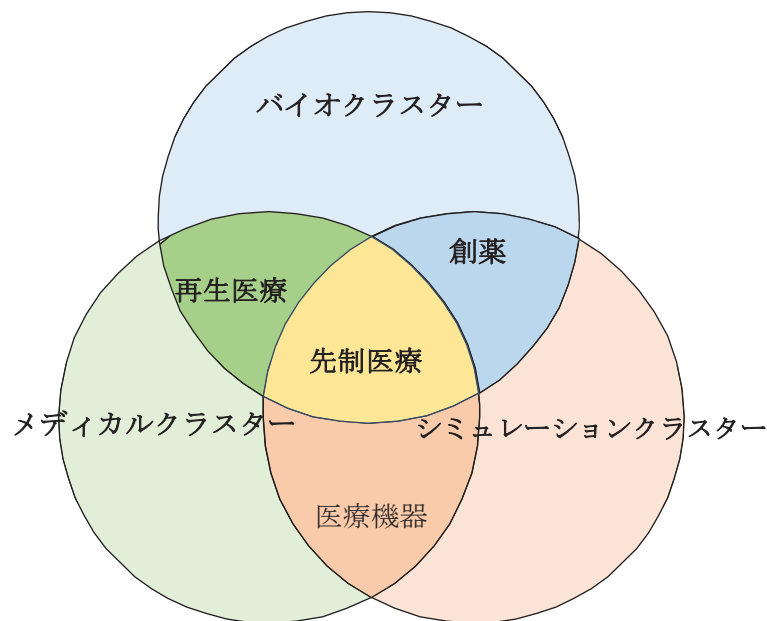 バイオクラスター
創薬
再生医療
先制医療
メディカルクラスター
シミュレーションクラスター
医療機器